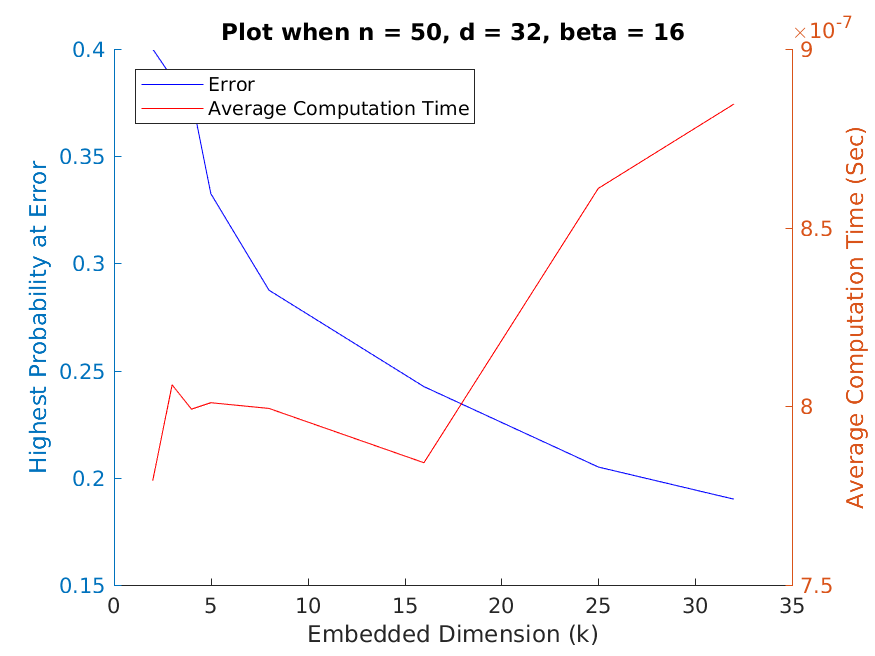 Plot when n = 50, d = 32, beta = 16
×10-7
Error
Average Computation Time
Highest Probability at Error
0.4
0.35
0.3
0.25
0.2
0.15
9
8.5
8
7.5
Average Computation Time (Sec)
0 5 10 15 20 25 30 35
Embedded Dimension (k)